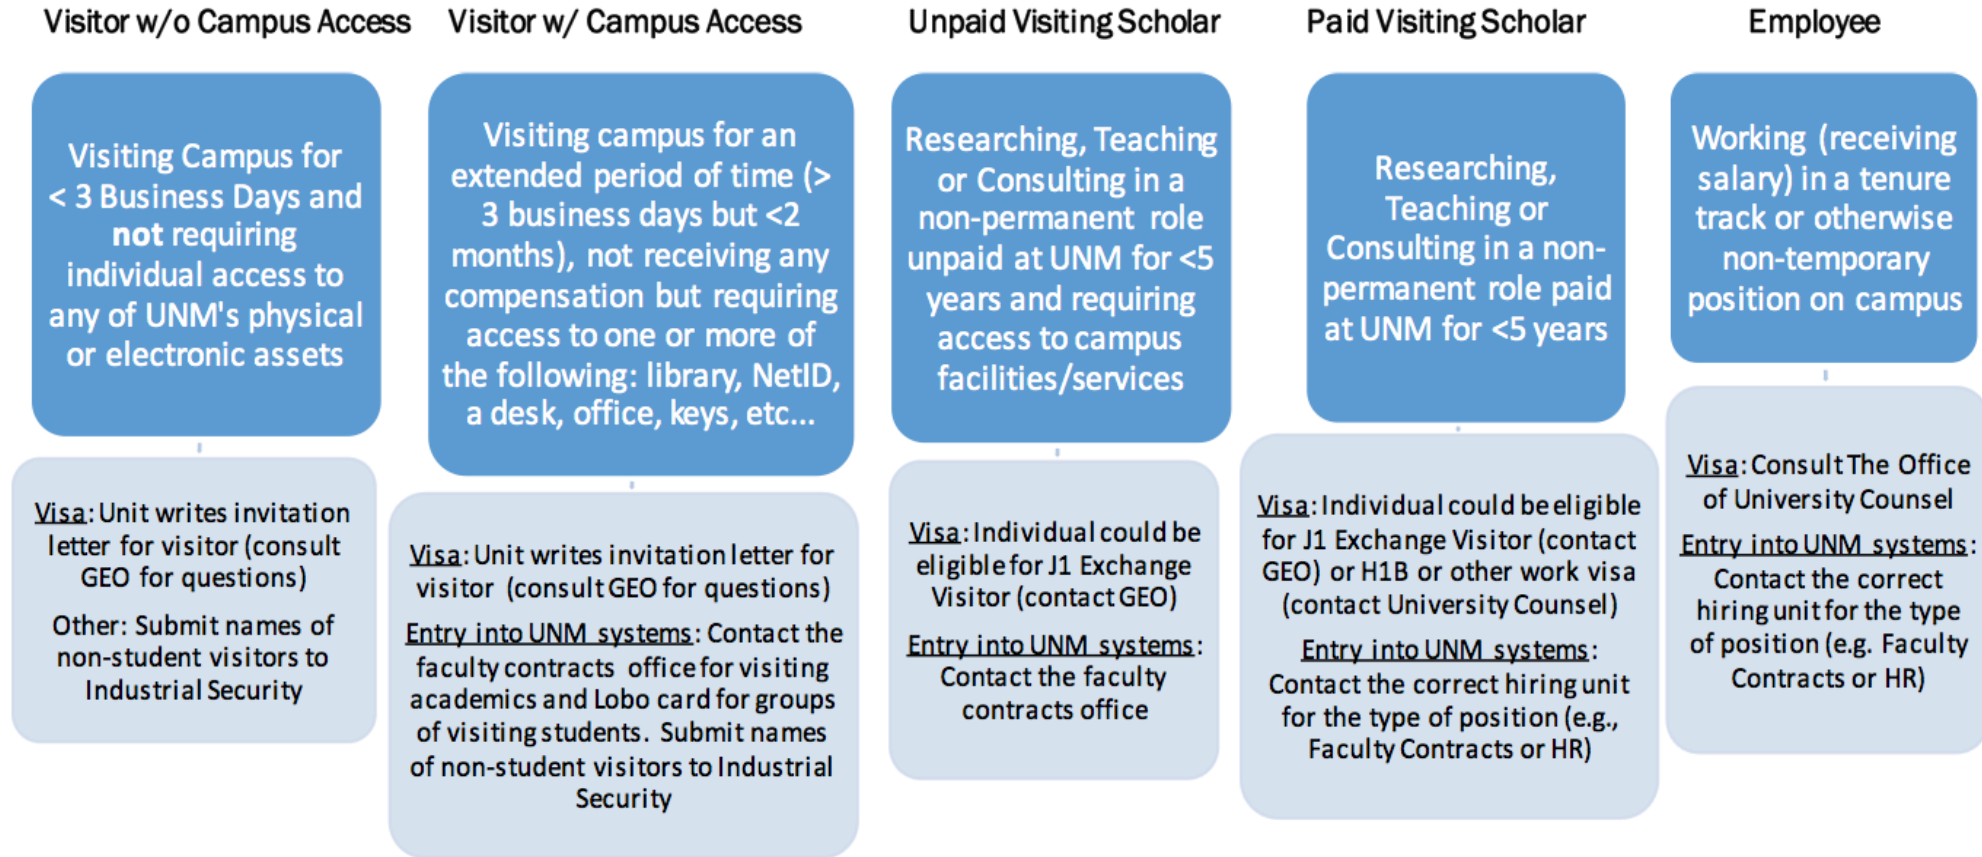 Visitor w/o Campus Access
Visiting Campus for
< 3 Business Days and
not requiring
individual access to
any of UNM's physical
or electronic assets
Visa: Unit writes invitation
letter for visitor (consult
GEO for questions)
Other: Submit names of
non-student visitors to
Industrial Security
Visitor w/ Campus Access
Visiting campus for an
extended period of time (>
3 business days but <2
months), not receiving any
compensation but requiring
access to one or more of
the following: library, NetID,
a desk, office, keys, etc...
Visa: Unit writes invitation letter for
visitor (consult GEO for questions)
Entry into UNM systems: Contact the
faculty contracts office for visiting
academics and Lobo card for groups
of visiting students. Submit names
of non-student visitors to Industrial
Security
Unpaid Visiting Scholar
Researching, Teaching
or Consulting in a
non-permanent role
unpaid at UNM for <5
years and requiring
access to campus
facilities/services
Visa: Individual could be
eligible for J1 Exchange
Visitor (contact GEO)
Entry into UNM systems:
Contact the faculty
contracts office
Paid Visiting Scholar
Researching,
Teaching or
Consulting in a non-
permanent role paid
at UNM for <5 years
Visa: Individual could be eligible
for J1 Exchange Visitor (contact
GEO) or H1B or other work visa
(contact University Counsel)
Entry into UNM systems:
Contact the correct hiring unit
for the type of position (e.g.,
Faculty Contracts or HR)
Employee
Working (receiving
salary) in a tenure
track or otherwise
non-temporary
position on campus
Visa: Consult The Office
of University Counsel
Entry into UNM systems:
Contact the correct
hiring unit for the type
of position (e.g. Faculty
Contracts or HR)